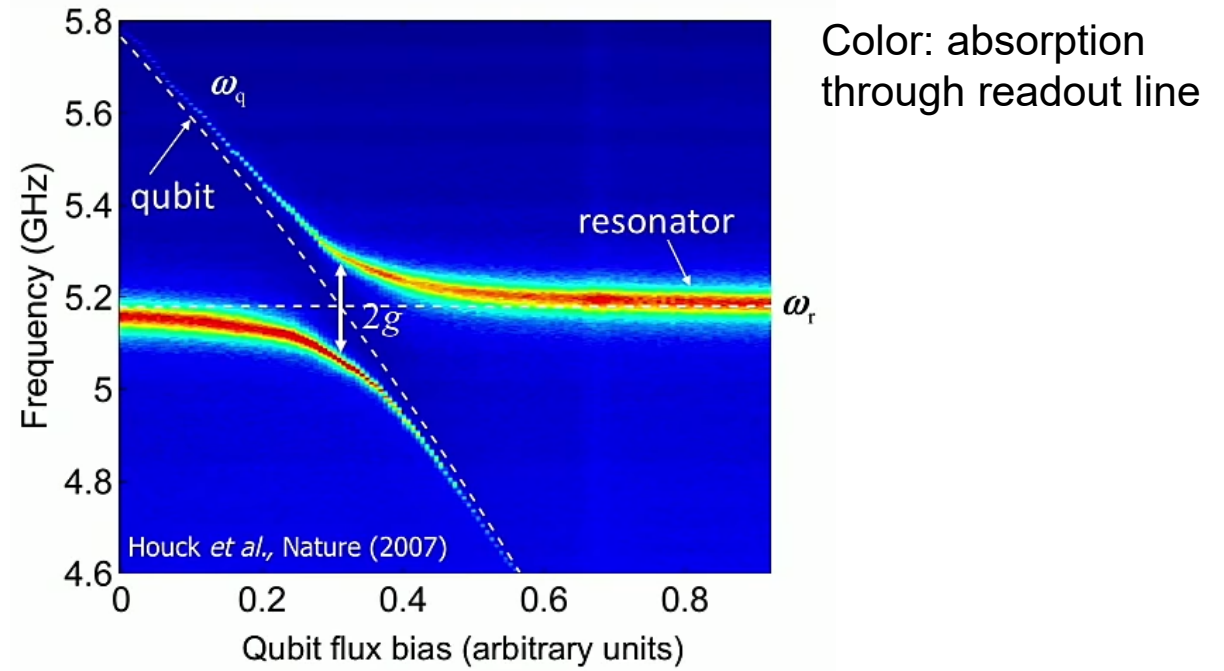 Color: absorption
through readout line
Frequency (GHz)
5.8
5.6
5.4
5.2
5
4.8
4.6
ωq
qubit
resonator
2g
ωr
Houck et al., Nature (2007)
0
0.2
0.4
0.6
0.8
Qubit flux bias (arbitrary units)